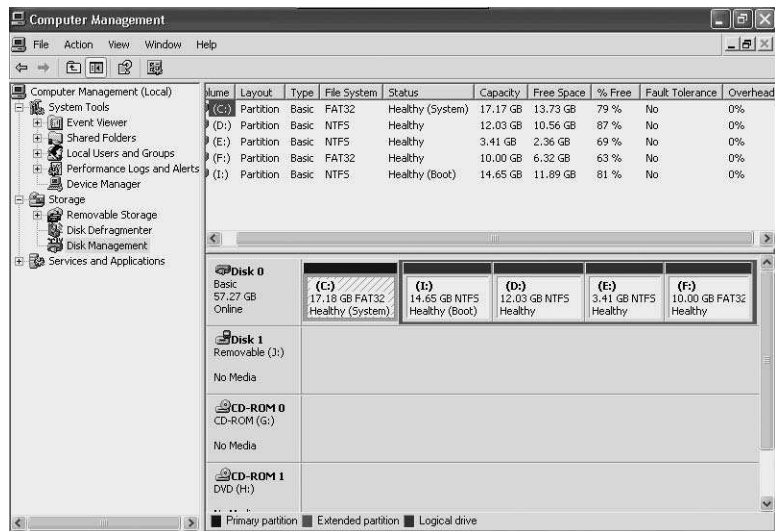 Computer Management
File Action View Window Help
Computer Management (Local)
System Tools
Event Viewer
Shared Folders
Local Users and Groups
Performance Logs and Alerts
Device Manager
Storage
Removable Storage
Disk Defragmenter
Disk Management
Services and Applications
olume Layout Type File System Status Capacity Free Space % Free Fault Tolerance Overhead
(C:) Partition Basic FAT32 Healthy (System) 17.17 GB 13.73 GB 79 % No 0%
(D:) Partition Basic NTFS Healthy 12.03 GB 10.56 GB 87 % No 0%
(E:) Partition Basic NTFS Healthy 3.41 GB 2.36 GB 69 % No 0%
(F:) Partition Basic FAT32 Healthy 10.00 GB 6.32 GB 63 % No 0%
(I:) Partition Basic NTFS Healthy (Boot) 14.65 GB 11.89 GB 81 % No 0%
Disk 0
Basic
57.27 GB
Online
(C:)
17.18 GB FAT32
Healthy (System)
(I:)
14.65 GB NTFS
Healthy (Boot)
(D:)
12.03 GB NTFS
Healthy
(E:)
3.41 GB NTFS
Healthy
(F:)
10.00 GB FAT32
Healthy
Disk 1
Removable (J:)
No Media
CD-ROM 0
CD-ROM (G:)
No Media
CD-ROM 1
DVD (H:)
Primary partition Extended partition Logical drive